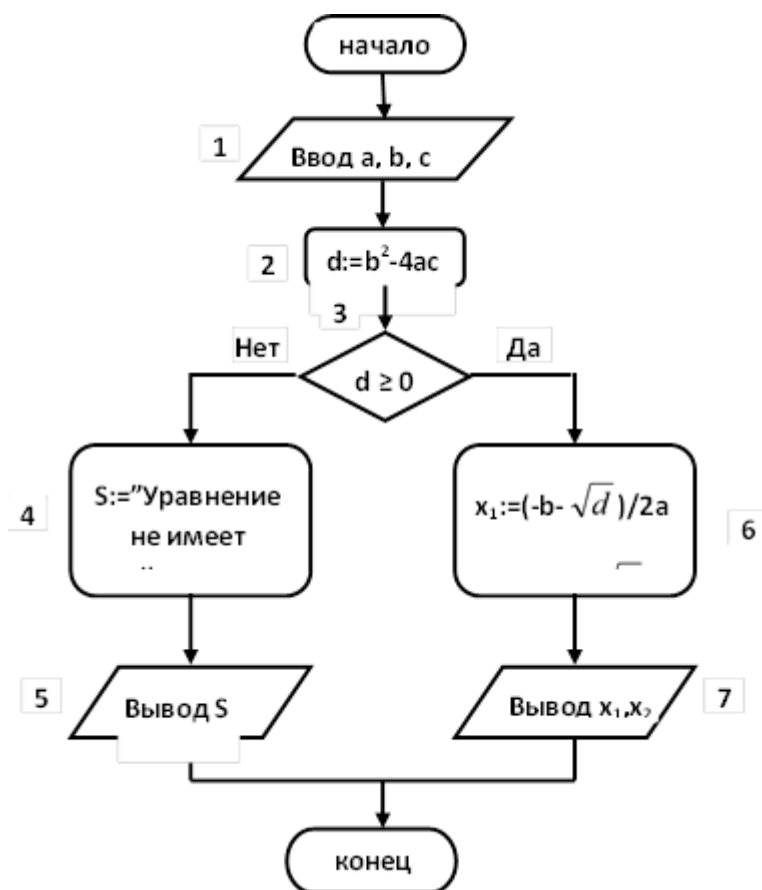 начало
1
Ввод a, b, c
2
d:=b²-4ac
3
Нет
Да
d ≥ 0
4
S:=”Уравнение
не имеет
x₁:=(-b- √d )/2a
6
5
Вывод S
Вывод x₁,x₂
7
конец